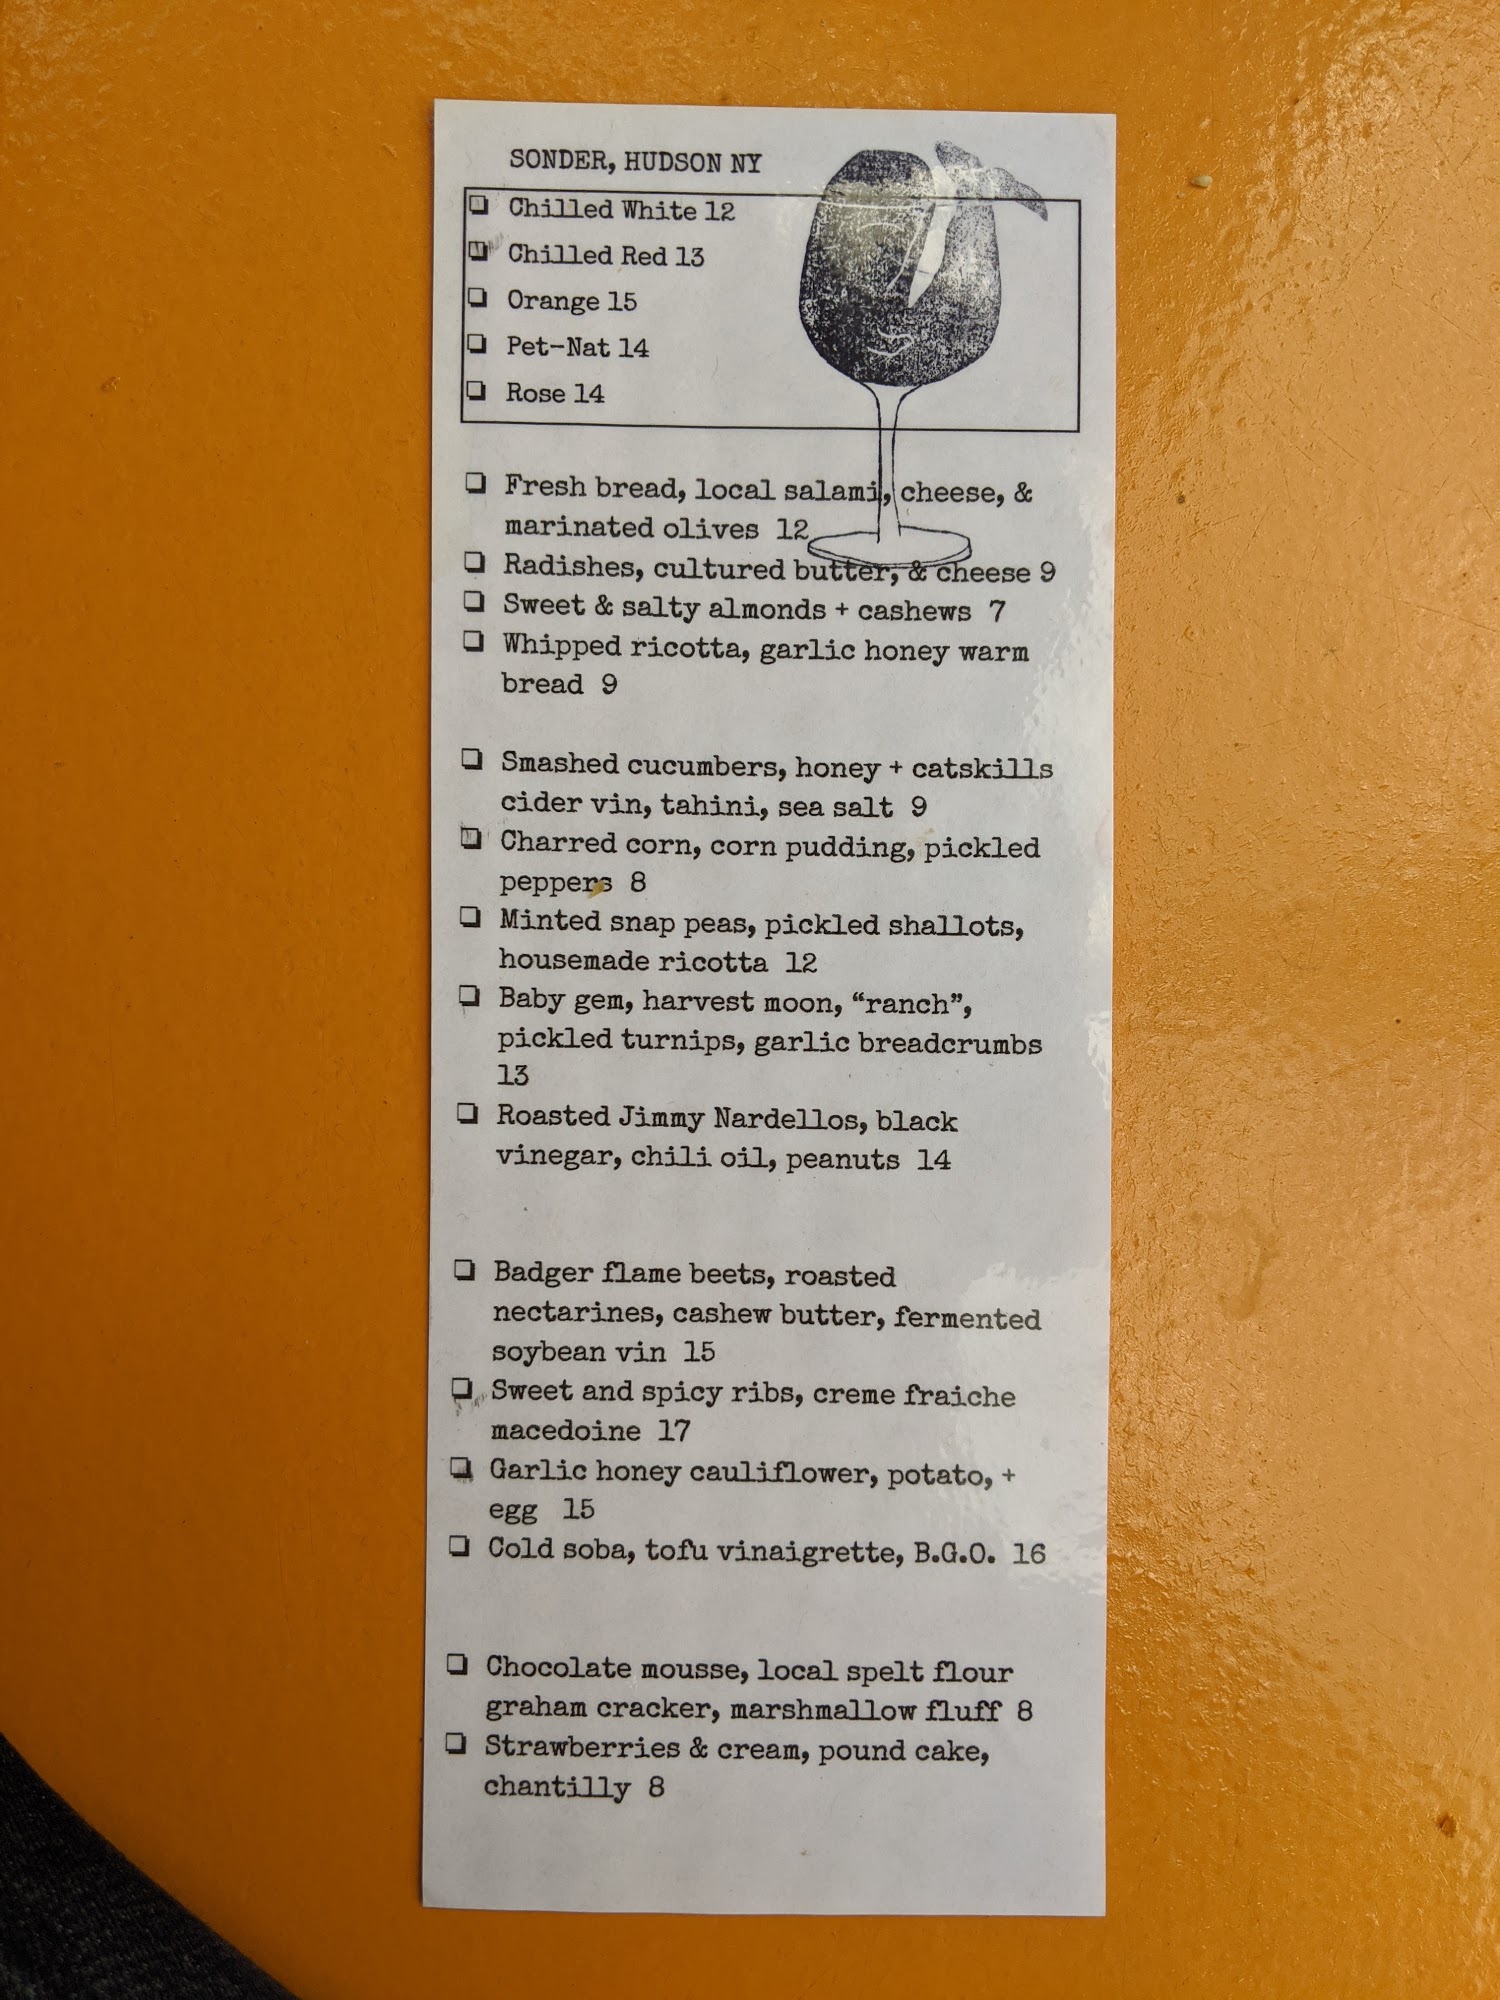 SONDER, HUDSON NY
❏ Chilled White 12
❏ Chilled Red 13
❏ Orange 15
❏ Pet-Nat 14
❏ Rose 14
❏ Fresh bread, local salami, cheese, &
marinated olives 12
❏ Radishes, cultured butter, & cheese 9
❏ Sweet & salty almonds + cashews 7
❏ Whipped ricotta, garlic honey warm
bread 9
❏ Smashed cucumbers, honey + catskills
cider vin, tahini, sea salt 9
❏ Charred corn, corn pudding, pickled
peppers 8
❏ Minted snap peas, pickled shallots,
housemade ricotta 12
❏ Baby gem, harvest moon, “ranch”,
pickled turnips, garlic breadcrumbs
13
❏ Roasted Jimmy Nardellos, black
vinegar, chili oil, peanuts 14
❏ Badger flame beets, roasted
nectarines, cashew butter, fermented
soybean vin 15
❏ Sweet and spicy ribs, creme fraiche
macedoine 17
❏ Garlic honey cauliflower, potato, +
egg 15
❏ Cold soba, tofu vinaigrette, B.G.O. 16
❏ Chocolate mousse, local spelt flour
graham cracker, marshmallow fluff 8
❏ Strawberries & cream, pound cake,
chantilly 8